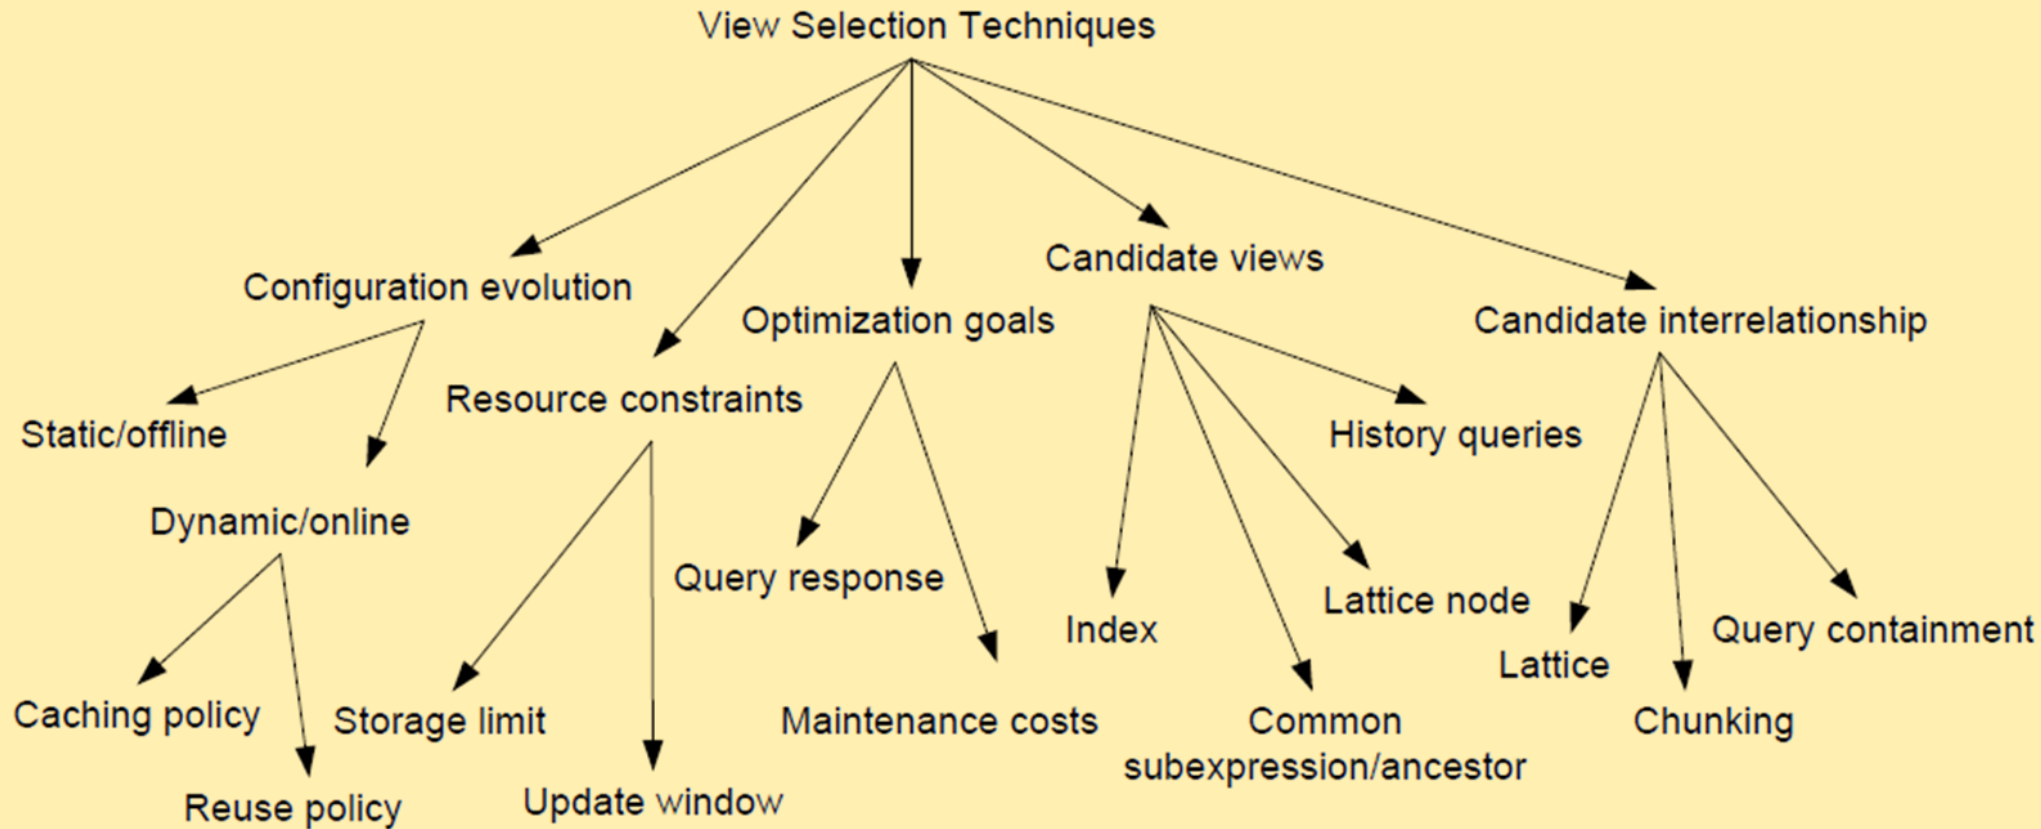 View Selection Techniques
Candidate views
Configuration evolution
Optimization goals
Candidate interrelationship
Resource constraints
Static/offline
History queries
Dynamic/online
Query response
Lattice node
Index
Query containment
Lattice
Caching policy
Storage limit
Maintenance costs
Common
subexpression/ancestor
Chunking
Reuse policy
Update window